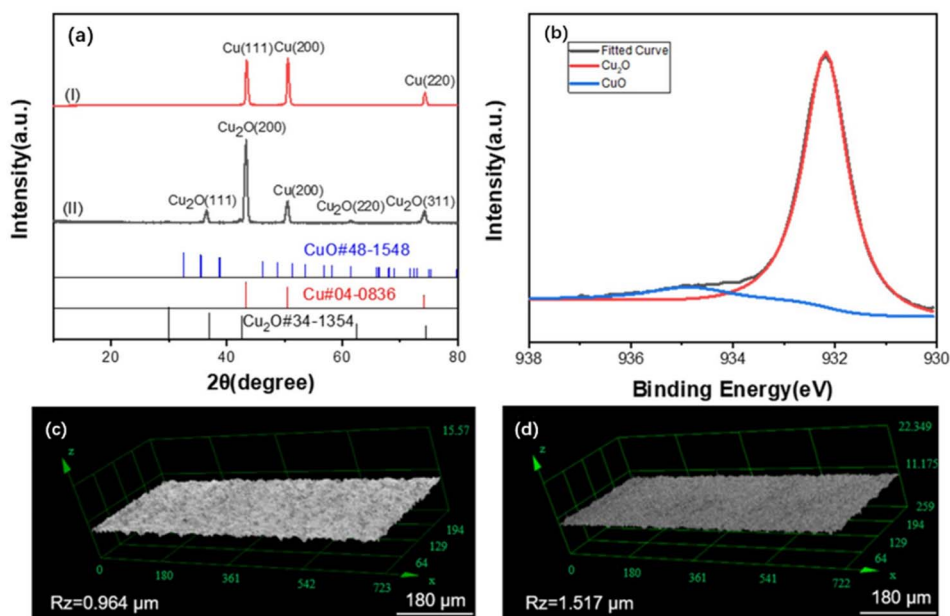 (a)
Intensity(a.u.)
Cu(111)
Cu(200)
Cu(220)
(I)
Cu₂O(200)
Cu₂O(111)
Cu(200)
Cu₂O(220)
Cu₂O(311)
(II)
CuO#48-1548
Cu#04-0836
Cu₂O#34-1354
20
40
60
80
2θ(degree)
(b)
Intensity(a.u.)
Fitted Curve
Cu₂O
CuO
938
936
934
932
930
Binding Energy(eV)
(c)
z
15.57
194
129
64
0
180
361
542
723
x
Rz=0.964 μm
180 μm
(d)
z
22.349
11.175
259
194
129
64
0
180
361
541
722
x
Rz=1.517 μm
180 μm